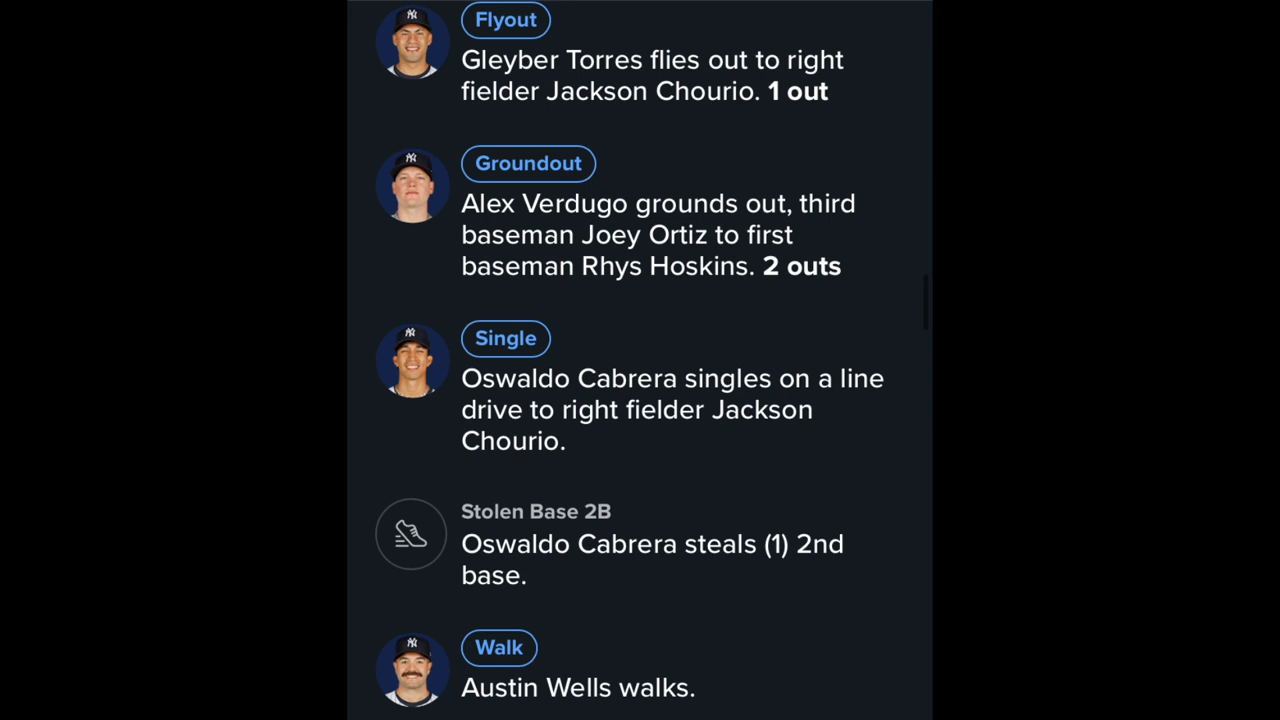 Flyout
Gleyber Torres flies out to right
fielder Jackson Chourio. 1 out
Groundout
Alex Verdugo grounds out, third
baseman Joey Ortiz to first
baseman Rhys Hoskins. 2 outs
Single
Oswaldo Cabrera singles on a line
drive to right fielder Jackson
Chourio.
Stolen Base 2B
Oswaldo Cabrera steals (1) 2nd
base.
Walk
Austin Wells walks.